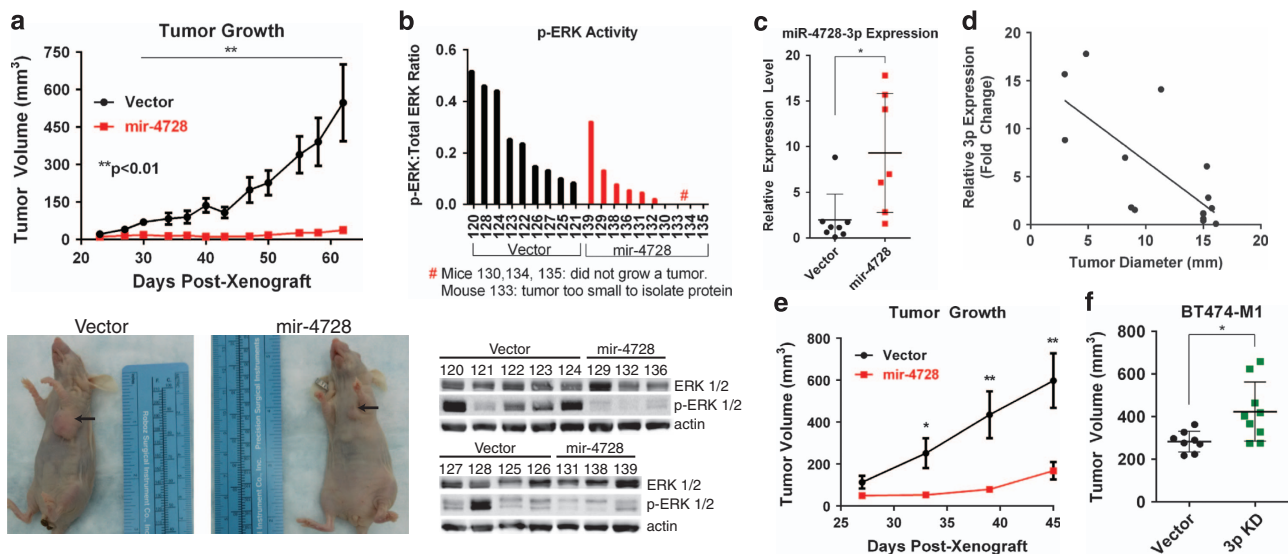 a
Tumor Growth
**
750
600
450
300
150
0
Tumor Volume (mm³)
Vector
mir-4728
**p<0.01
20 30 40 50 60
Days Post-Xenograft
b
p-ERK Activity
0.6
0.4
0.2
0.0
p-ERK:Total ERK Ratio
#
120 128 124 123 122 126 127 125 121 139 129 138 136 131 132 130 133 134 135
Vector mir-4728
# Mice 130,134, 135: did not grow a tumor.
Mouse 133: tumor too small to isolate protein
c
miR-4728-3p Expression
*
20
15
10
5
0
Relative Expression Level
Vector mir-4728
d
20
15
10
5
0
Relative 3p Expression
(Fold Change)
0 5 10 15 20
Tumor Diameter (mm)
Vector
mir-4728
Vector mir-4728
120 121 122 123 124 129 132 136
ERK 1/2
p-ERK 1/2
actin
Vector mir-4728
127 128 125 126 131 138 139
ERK 1/2
p-ERK 1/2
actin
e
Tumor Growth
800
600
400
200
0
Tumor Volume (mm³)
Vector
mir-4728
* ** **
25 30 35 40 45
Days Post-Xenograft
f
BT474-M1
*
800
600
400
200
0
Tumor Volume (mm³)
Vector 3p KD